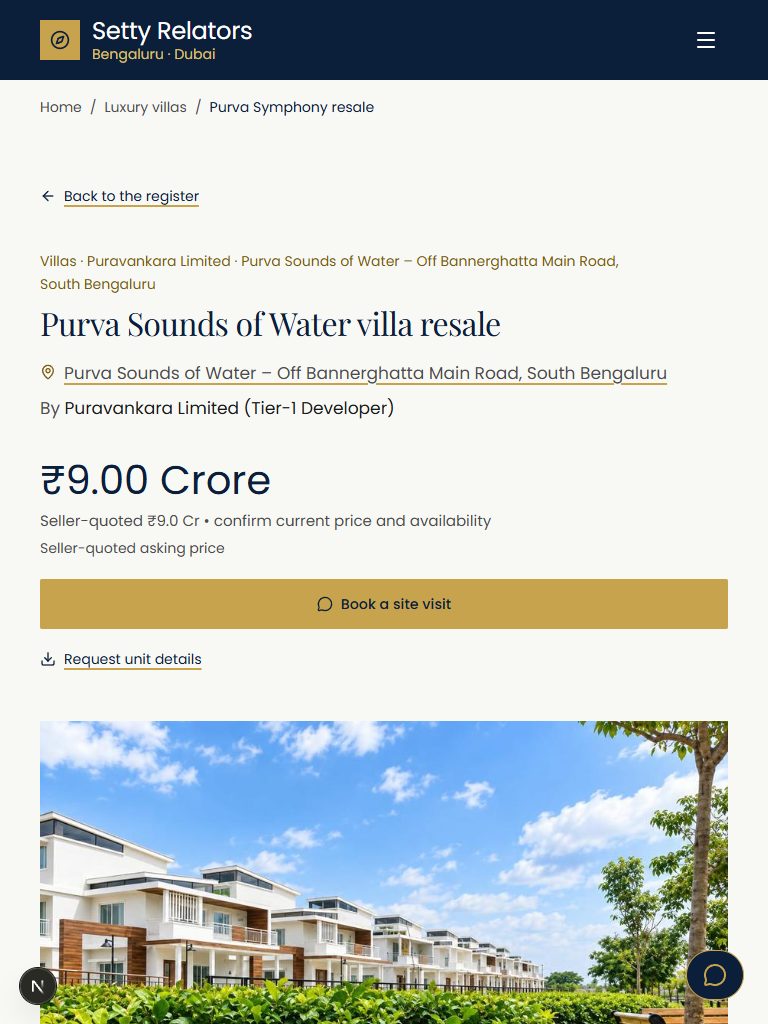 Setty Relators
Bengaluru · Dubai
Home / Luxury villas / Purva Symphony resale
Back to the register
Villas · Puravankara Limited · Purva Sounds of Water – Off Bannerghatta Main Road,
South Bengaluru
Purva Sounds of Water villa resale
Purva Sounds of Water – Off Bannerghatta Main Road, South Bengaluru
By Puravankara Limited (Tier-1 Developer)
₹9.00 Crore
Seller-quoted ₹9.0 Cr • confirm current price and availability
Seller-quoted asking price
Book a site visit
Request unit details
N